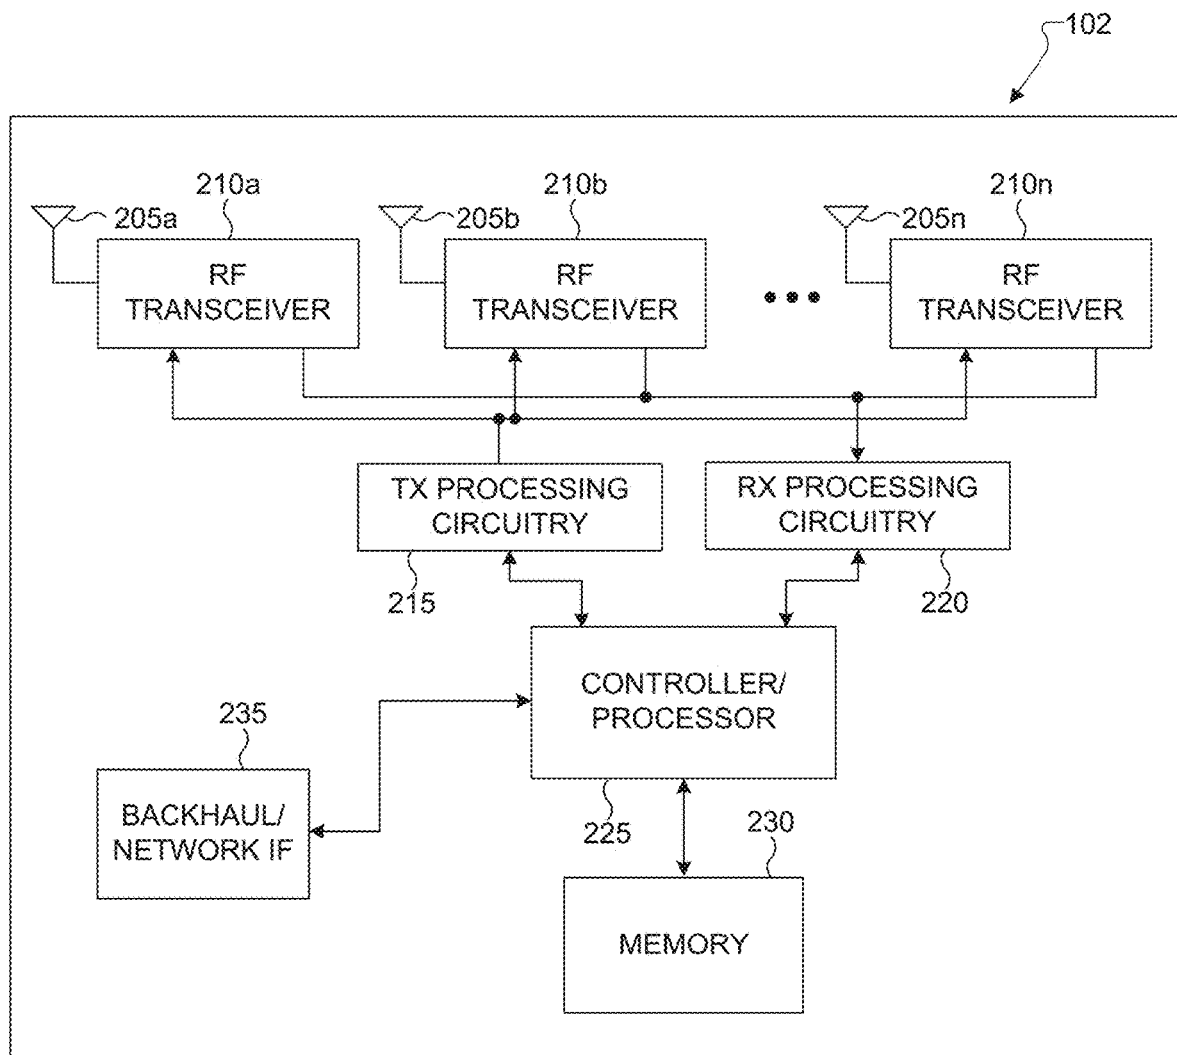 102
210a
210b
210n
205a
205b
205n
RF
TRANSCEIVER
RF
TRANSCEIVER
RF
TRANSCEIVER
TX PROCESSING
CIRCUITRY
RX PROCESSING
CIRCUITRY
215
220
CONTROLLER/
PROCESSOR
235
BACKHAUL/
NETWORK IF
225
230
MEMORY